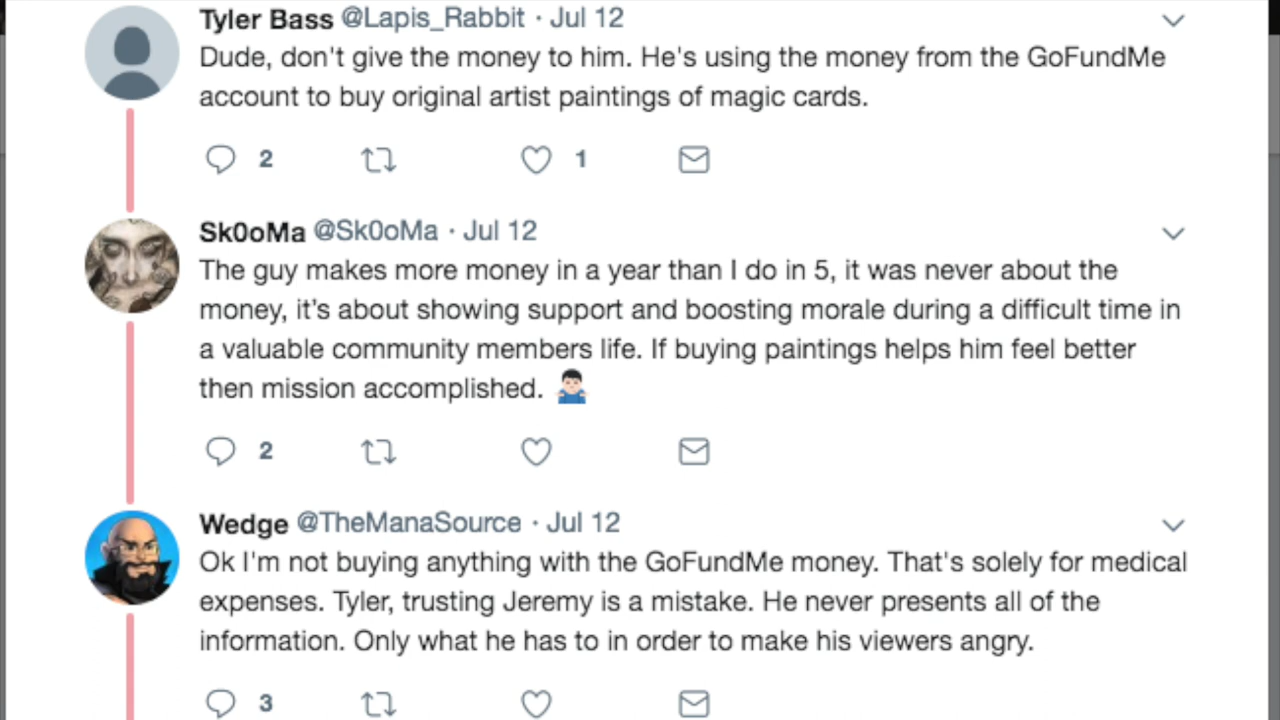 Tyler Bass @Lapis_Rabbit · Jul 12
Dude, don't give the money to him. He's using the money from the GoFundMe
account to buy original artist paintings of magic cards.
2 1
Sk0oMa @Sk0oMa · Jul 12
The guy makes more money in a year than I do in 5, it was never about the
money, it’s about showing support and boosting morale during a difficult time in
a valuable community members life. If buying paintings helps him feel better
then mission accomplished. 🤷🏻‍♂️
2
Wedge @TheManaSource · Jul 12
Ok I'm not buying anything with the GoFundMe money. That's solely for medical
expenses. Tyler, trusting Jeremy is a mistake. He never presents all of the
information. Only what he has to in order to make his viewers angry.
3